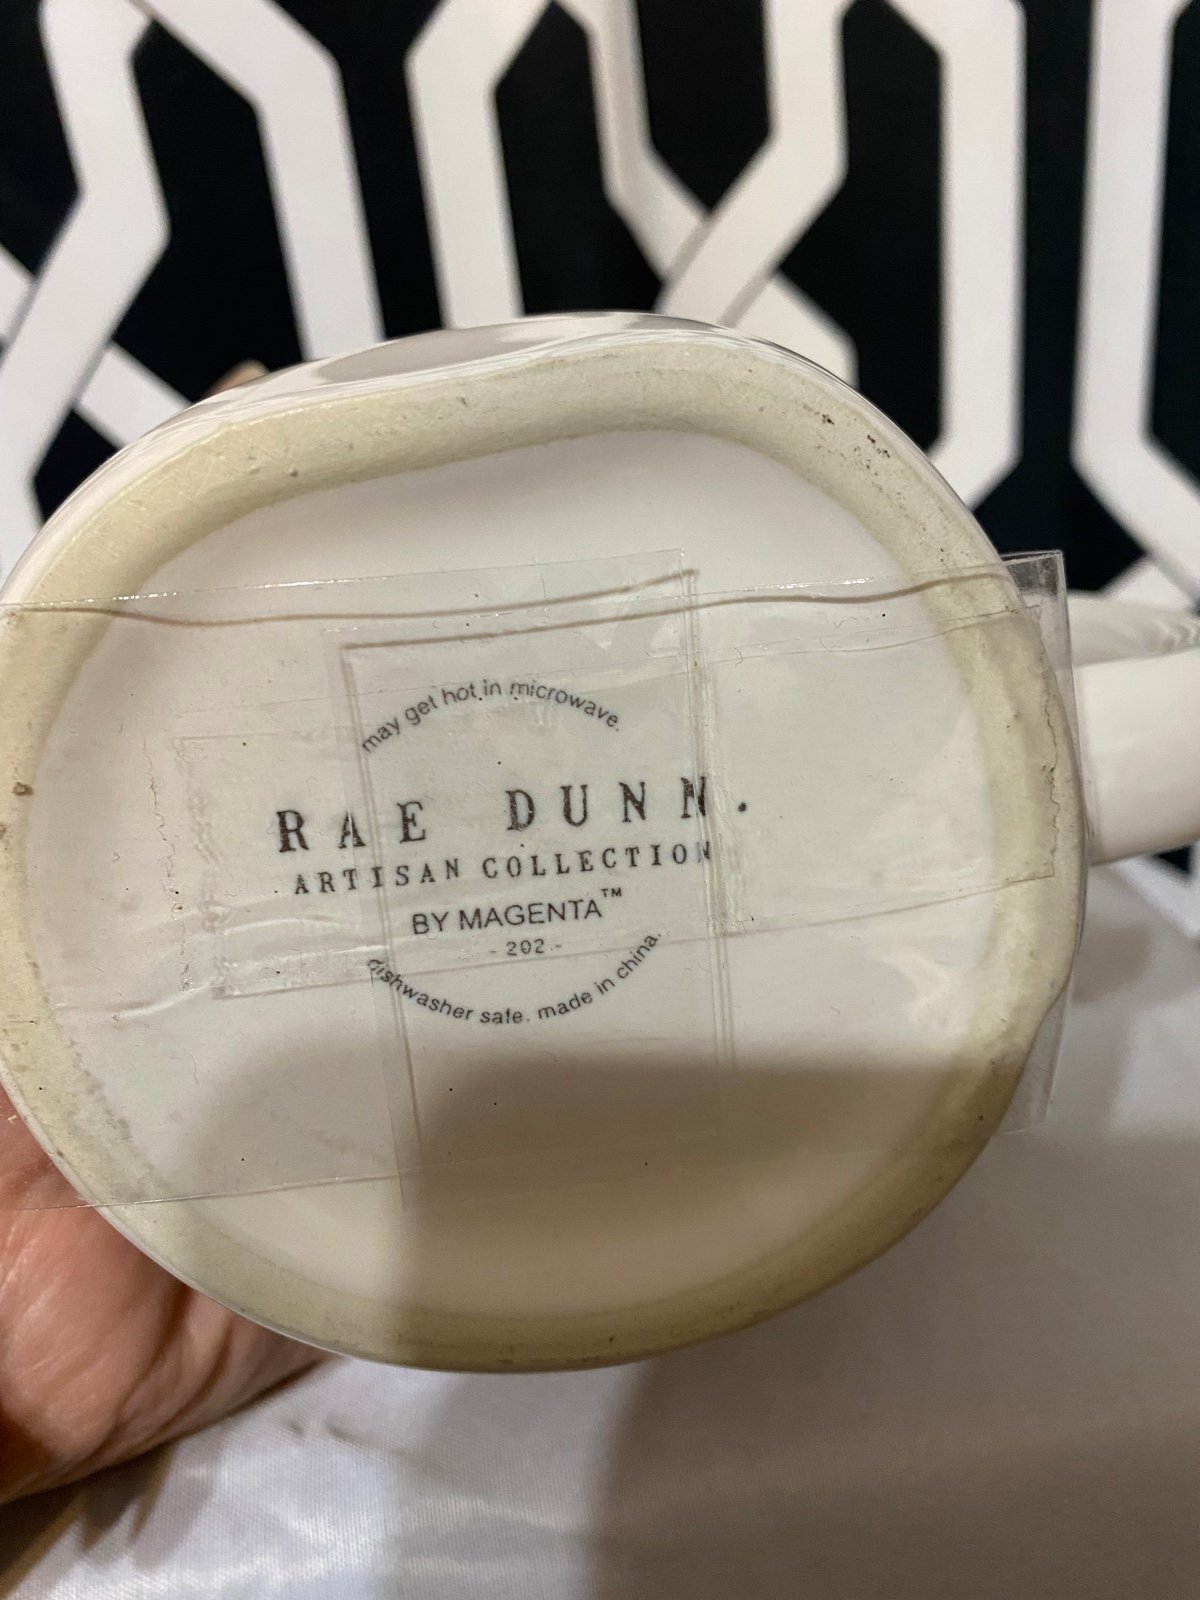 may get hot in microwave.
RAE DUNN.
ARTISAN COLLECTION
BY MAGENTA™
- 202 -
dishwasher safe. made in china.